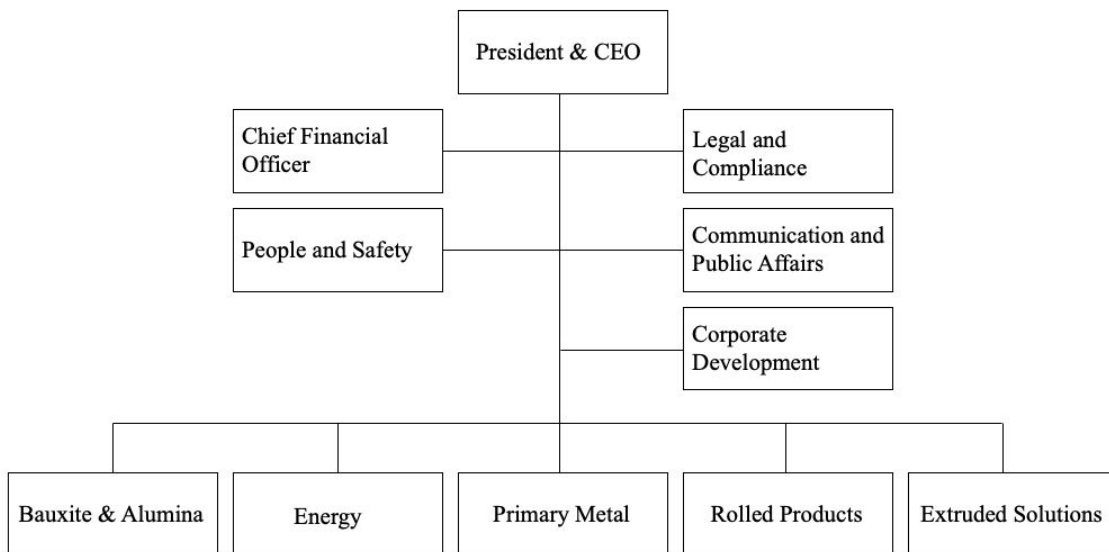 President & CEO
Chief Financial
Officer
Legal and
Compliance
People and Safety
Communication and
Public Affairs
Corporate
Development
Bauxite & Alumina
Energy
Primary Metal
Rolled Products
Extruded Solutions